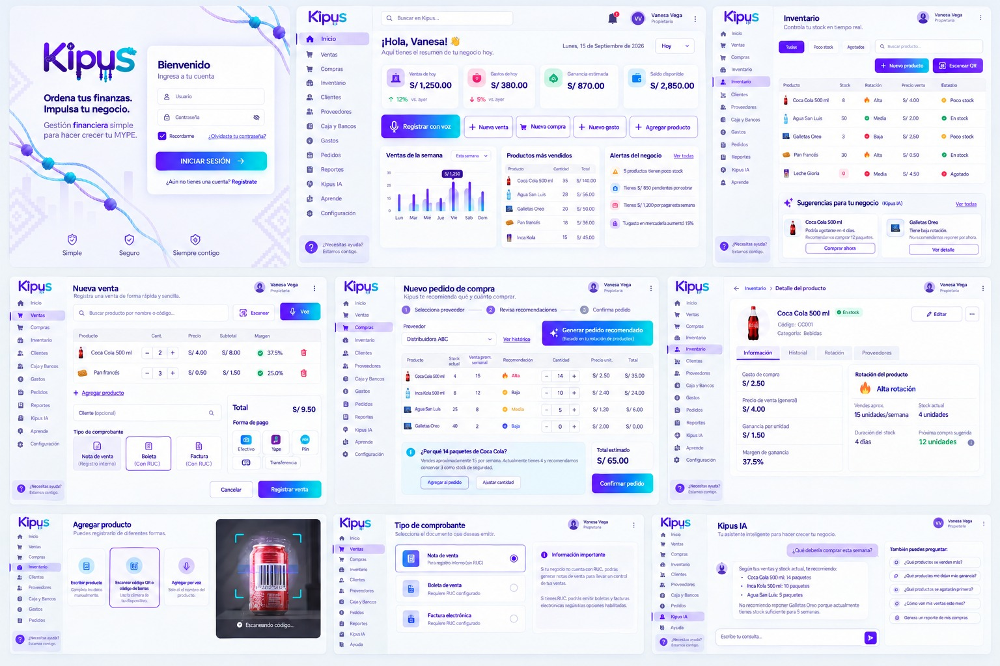 Kipus
Ordena tus finanzas.
Impulsa tu negocio.
Gestión financiera simple
para hacer crecer tu MYPE.
Bienvenido
Ingresa a tu cuenta
Usuario
Contraseña
Recordarme ¿Olvidaste tu contraseña?
INICIAR SESIÓN
¿Aún no tienes una cuenta? Registrate
Simple Seguro Siempre contigo
Kipus
Inicio
Ventas
Compras
Inventario
Clientes
Proveedores
Caja y Bancos
Gastos
Pedidos
Reportes
Kipus IA
Aprende
Configuración
¿Necesitas ayuda?
Estamos contigo.
Buscar en Kipus...
VV Vanesa Vega
Propietaria
¡Hola, Vanesa!
Aquí tienes el resumen de tu negocio hoy.
Lunes, 15 de Septiembre de 2026
Hoy
Ventas de hoy
S/ 1,250.00
↑ 12% vs. ayer
Gastos de hoy
S/ 380.00
↓ 5% vs. ayer
Ganancia estimada
S/ 870.00
Saldo disponible
S/ 2,850.00
Registrar con voz
+ Nueva venta
Nueva compra
+ Nuevo gasto
+ Agregar producto
Ventas de la semana
Esta semana
S/ 1,250
Lun Mar Mié Jue Vie Sáb Dom
Productos más vendidos
Producto Cantidad Total
Coca Cola 500 ml 35 S/ 140.00
Agua San Luis 28 S/ 56.00
Galletas Oreo 20 S/ 50.00
Pan francés 18 S/ 36.00
Inca Kola 15 S/ 45.00
Alertas del negocio Ver todas
5 productos tienen poco stock
Tienes S/ 850 pendientes por cobrar
Tienes S/ 1,200 por pagar esta semana
Tu gasto en mercadería aumentó 15%
Kipus
Inicio
Ventas
Compras
Inventario
Inventario
Clientes
Proveedores
Caja y Bancos
Gastos
Pedidos
Reportes
Kipus IA
Aprende
¿Necesitas ayuda?
Estamos contigo.
Inventario
Controla tu stock en tiempo real.
Vanesa Vega
Propietaria
Todos Poco stock Agotados
Buscar producto...
+ Nuevo producto
Escanear QR
Producto Stock Rotación Precio venta
Coca Cola 500 ml 8 Alta S/ 4.00 Poco stock
Agua San Luis 50 Media S/ 2.00 En stock
Galletas Oreo 3 Baja S/ 2.50 Poco stock
Pan francés 30 Alta S/ 0.50 En stock
Leche Gloria 0 Media S/ 4.50 Agotado
Sugerencias para tu negocio (Kipus IA) Ver todas
Coca Cola 500 ml
Podría agotarse en 4 días.
Recomendamos comprar 12 paquetes.
Comprar ahora
Galletas Oreo
Tiene baja rotación.
No recomendamos reponer por ahora.
Ver detalle
Kipus
Inicio
Ventas
Compras
Inventario
Clientes
Caja y Bancos
Gastos
Pedidos
Reportes
Kipus IA
Aprende
Configuración
¿Necesitas ayuda?
Estamos contigo.
Nueva venta
Registra una venta de forma rápida y sencilla.
Vanesa Vega
Propietaria
Buscar producto por nombre o código...
Escanear
Voz
Producto Cant. Precio Subtotal Margen
Coca Cola 500 ml − 2 + S/ 4.00 S/ 8.00 37.5%
Pan francés − 3 + S/ 0.50 S/ 1.50 25.0%
+ Agregar producto
Cliente (opcional)
Tipo de comprobante
Nota de venta
(Registro interno)
Boleta
(Con RUC)
Factura
(Con RUC)
Total S/ 9.50
Forma de pago
Efectivo Yape Plin
Transferencia
Cancelar
Registrar venta
Kipus
Inicio
Ventas
Compras
Inventario
Clientes
Proveedores
Caja y Bancos
Gastos
Pedidos
Reportes
Kipus IA
Aprende
Configuración
Nuevo pedido de compra
Kipus te recomienda qué y cuánto comprar.
Vanesa Vega
Propietaria
1 Selecciona proveedor
2 Revisa recomendaciones
3 Confirma pedido
Proveedor
Distribuidora ABC
Ver histórico
Generar pedido recomendado
(Basado en tu rotación de productos)
Producto Stock actual Venta prom. semanal Recomendación Cantidad Precio unit. Total
Coca Cola 500 ml 4 15 Alta − 14 + S/ 2.50 S/ 35.00
Inca Kola 500 ml 8 12 Baja − 10 + S/ 2.40 S/ 24.00
Agua San Luis 25 8 Media − 5 + S/ 1.20 S/ 6.00
Galletas Oreo 40 2 Baja − 0 + S/ 2.00 S/ 0.00
¿Por qué 14 paquetes de Coca Cola?
Vendes aproximadamente 15 por semana. Actualmente tienes 4 y recomendamos
conservar 3 como stock de seguridad.
Agregar al pedido
Ajustar cantidad
Total estimado
S/ 65.00
Confirmar pedido
Kipus
Inicio
Ventas
Compras
Inventario
Inventario
Clientes
Proveedores
Caja y Bancos
Gastos
Pedidos
Reportes
Kipus IA
Aprende
Configuración
¿Necesitas ayuda?
Estamos contigo.
← Inventario > Detalle del producto
Vanesa Vega
Propietaria
Coca Cola 500 ml En stock
Código: CC001
Categoría: Bebidas
Editar
Información Historial Rotación Proveedores
Costo de compra
S/ 2.50
Precio de venta (general)
S/ 4.00
Ganancia por unidad
S/ 1.50
Margen de ganancia
37.5%
Rotación del producto
Alta rotación
Vendes aprox.
15 unidades/semana
Stock actual
4 unidades
Duración del stock
4 dias
Próxima compra sugerida
12 unidades
Kipus
Inicio
Ventas
Compras
Inventario
Clientes
Proveedores
Caja y Bancos
Gastos
Pedidos
¿Necesitas ayuda?
Estamos contigo.
Agregar producto
Puedes registrarlo de diferentes formas.
Escribir producto
Completa los datos
manualmente.
Escanear código QR o
código de barras
Usa la cámara de
tu dispositivo.
Agregar por voz
Solo di el nombre del
producto.
Escaneando código...
Kipus
Inicio
Ventas
Compras
Inventario
Clientes
Proveedores
Caja y Bancos
Pedidos
Reportes
Kipus IA
Ayuda
Tipo de comprobante
Selecciona el documento que deseas emitir.
Vanesa Vega
Propietaria
Nota de venta
Para registro interno (sin RUC)
Boleta de venta
Requiere RUC configurado
Factura electrónica
Requiere RUC configurado
Información importante
Si tu negocio no cuenta con RUC, podrás
generar notas de venta para llevar un control
de tus ventas.
Si tienes RUC, podrás emitir boletas y facturas
electrónicas según las opciones habilitadas.
Kipus
Inicio
Ventas
Compras
Inventario
Clientes
Proveedores
Caja y Bancos
Pedidos
Reportes
Kipus IA
Ayuda
¿Necesitas ayuda?
Estamos contigo.
Kipus IA
Tu asistente inteligente para hacer crecer tu negocio.
VV Vanesa Vega
Propietaria
¿Qué debería comprar esta semana?
Según tus ventas y stock actual, te recomiendo:
• Coca Cola 500 ml: 14 paquetes
• Inca Kola 500 ml: 10 paquetes
• Agua San Luis: 5 paquetes
No recomiendo reponer Galletas Oreo porque actualmente
tienes stock suficiente para 5 semanas.
Escribe tu consulta...
También puedes preguntar:
¿Qué productos se venden más?
¿Qué productos me dejan más ganancia?
¿Qué productos se agotarán primero?
¿Cómo van mis ventas este mes?
Genera un reporte de mis compras